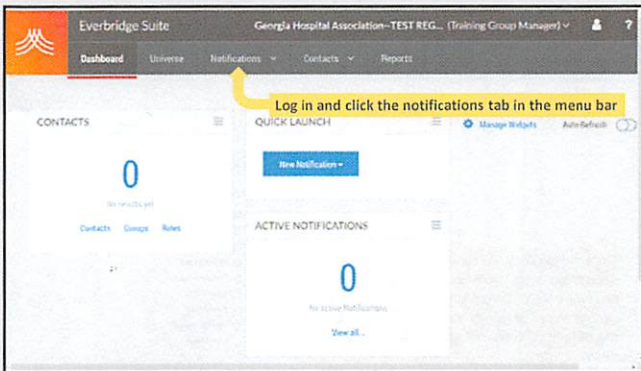 Everbridge Suite
Georgia Hospital Association--TEST REG... (Training Group Manager)
?
Dashboard Universe Notifications Contacts Reports
Log in and click the notifications tab in the menu bar
CONTACTS
0
No results yet
Contacts Groups Rules
QUICK LAUNCH
New Notification
Manage Widgets Auto-Refresh
ACTIVE NOTIFICATIONS
0
No active Notifications
View all...